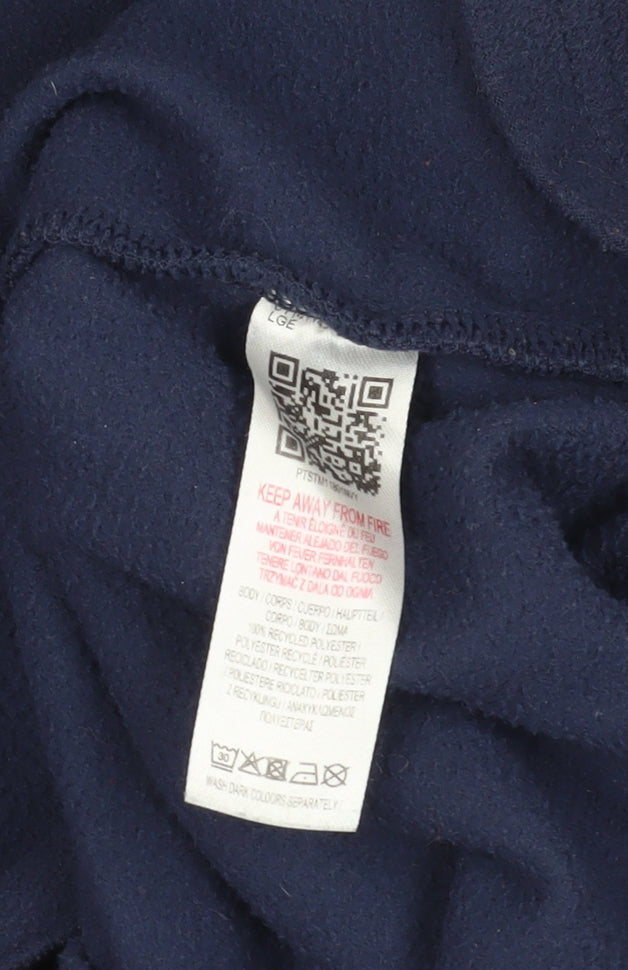 LGE
KEEP AWAY FROM FIRE
A TENIR ÉLOIGNÉ DU FEU
MANTENER ALEJADO DEL FUEGO
VON FEUER FERNHALTEN
TENERE LONTANO DAL FUOCO
TRZYMAĆ Z DALA OD OGNIA
BODY / CORPS / CUERPO / HAUPTTEIL /
CORPO / BODY / ΣΩΜΑ
100% RECYCLED POLYESTER /
POLYESTER RECYCLÉ / POLIÉSTER
RECICLADO / RECYCELTER POLYESTER
/ POLIESTERE RICICLATO / POLIESTER
Z RECYKLINGU / ΑΝΑΚΥΚΛΩΜΕΝΟΣ
ΠΟΛΥΕΣΤΕΡΑΣ
30
WASH DARK COLOURS SEPARATELY /